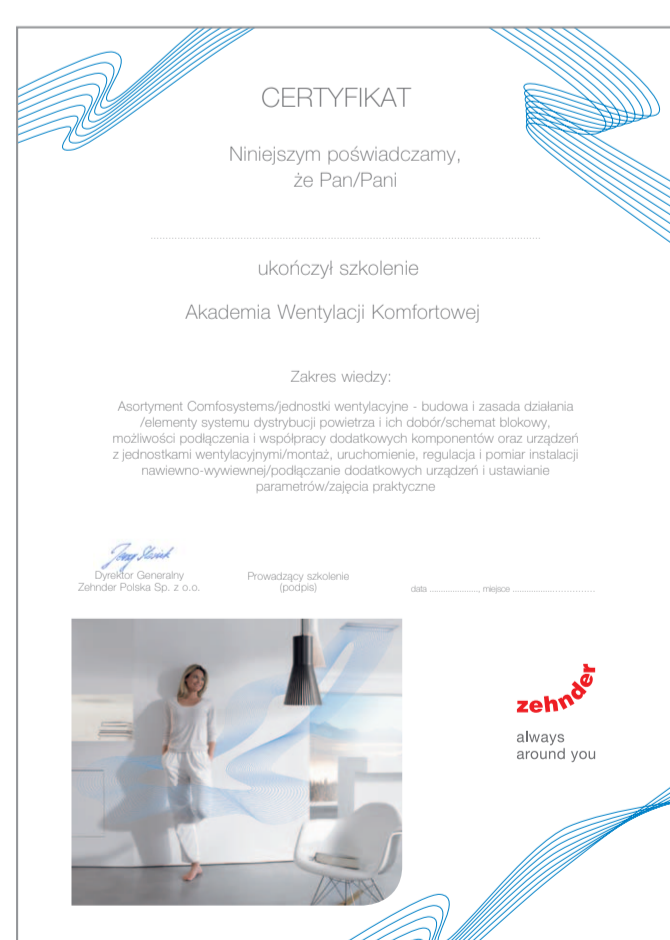 CERTYFIKAT
Niniejszym poświadczamy,
że Pan/Pani
ukończył szkolenie
Akademia Wentylacji Komfortowej
Zakres wiedzy:
Asortyment Comfosystems/jednostki wentylacyjne - budowa i zasada działania
/elementy systemu dystrybucji powietrza i ich dobór/schemat blokowy,
możliwości podłączenia i współpracy dodatkowych komponentów oraz urządzeń
z jednostkami wentylacyjnymi/montaż, uruchomienie, regulacja i pomiar instalacji
nawiewno-wywiewnej/podłączanie dodatkowych urządzeń i ustawianie
parametrów/zajęcia praktyczne
Dyrektor Generalny
Zehnder Polska Sp. z o.o.
Prowadzący szkolenie
(podpis)
data ....................., miejsce ................................
zehnder
always
around you